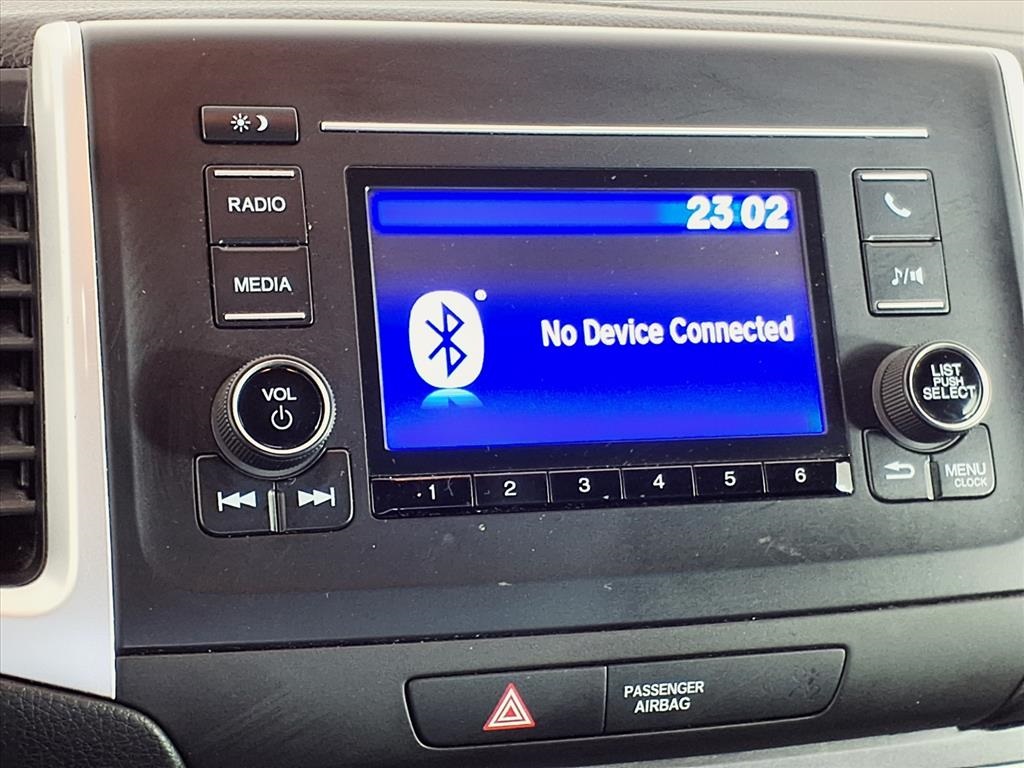 23 02
RADIO
MEDIA
No Device Connected
VOL
LIST
PUSH
SELECT
1 2 3 4 5 6
MENU
CLOCK
PASSENGER
AIRBAG